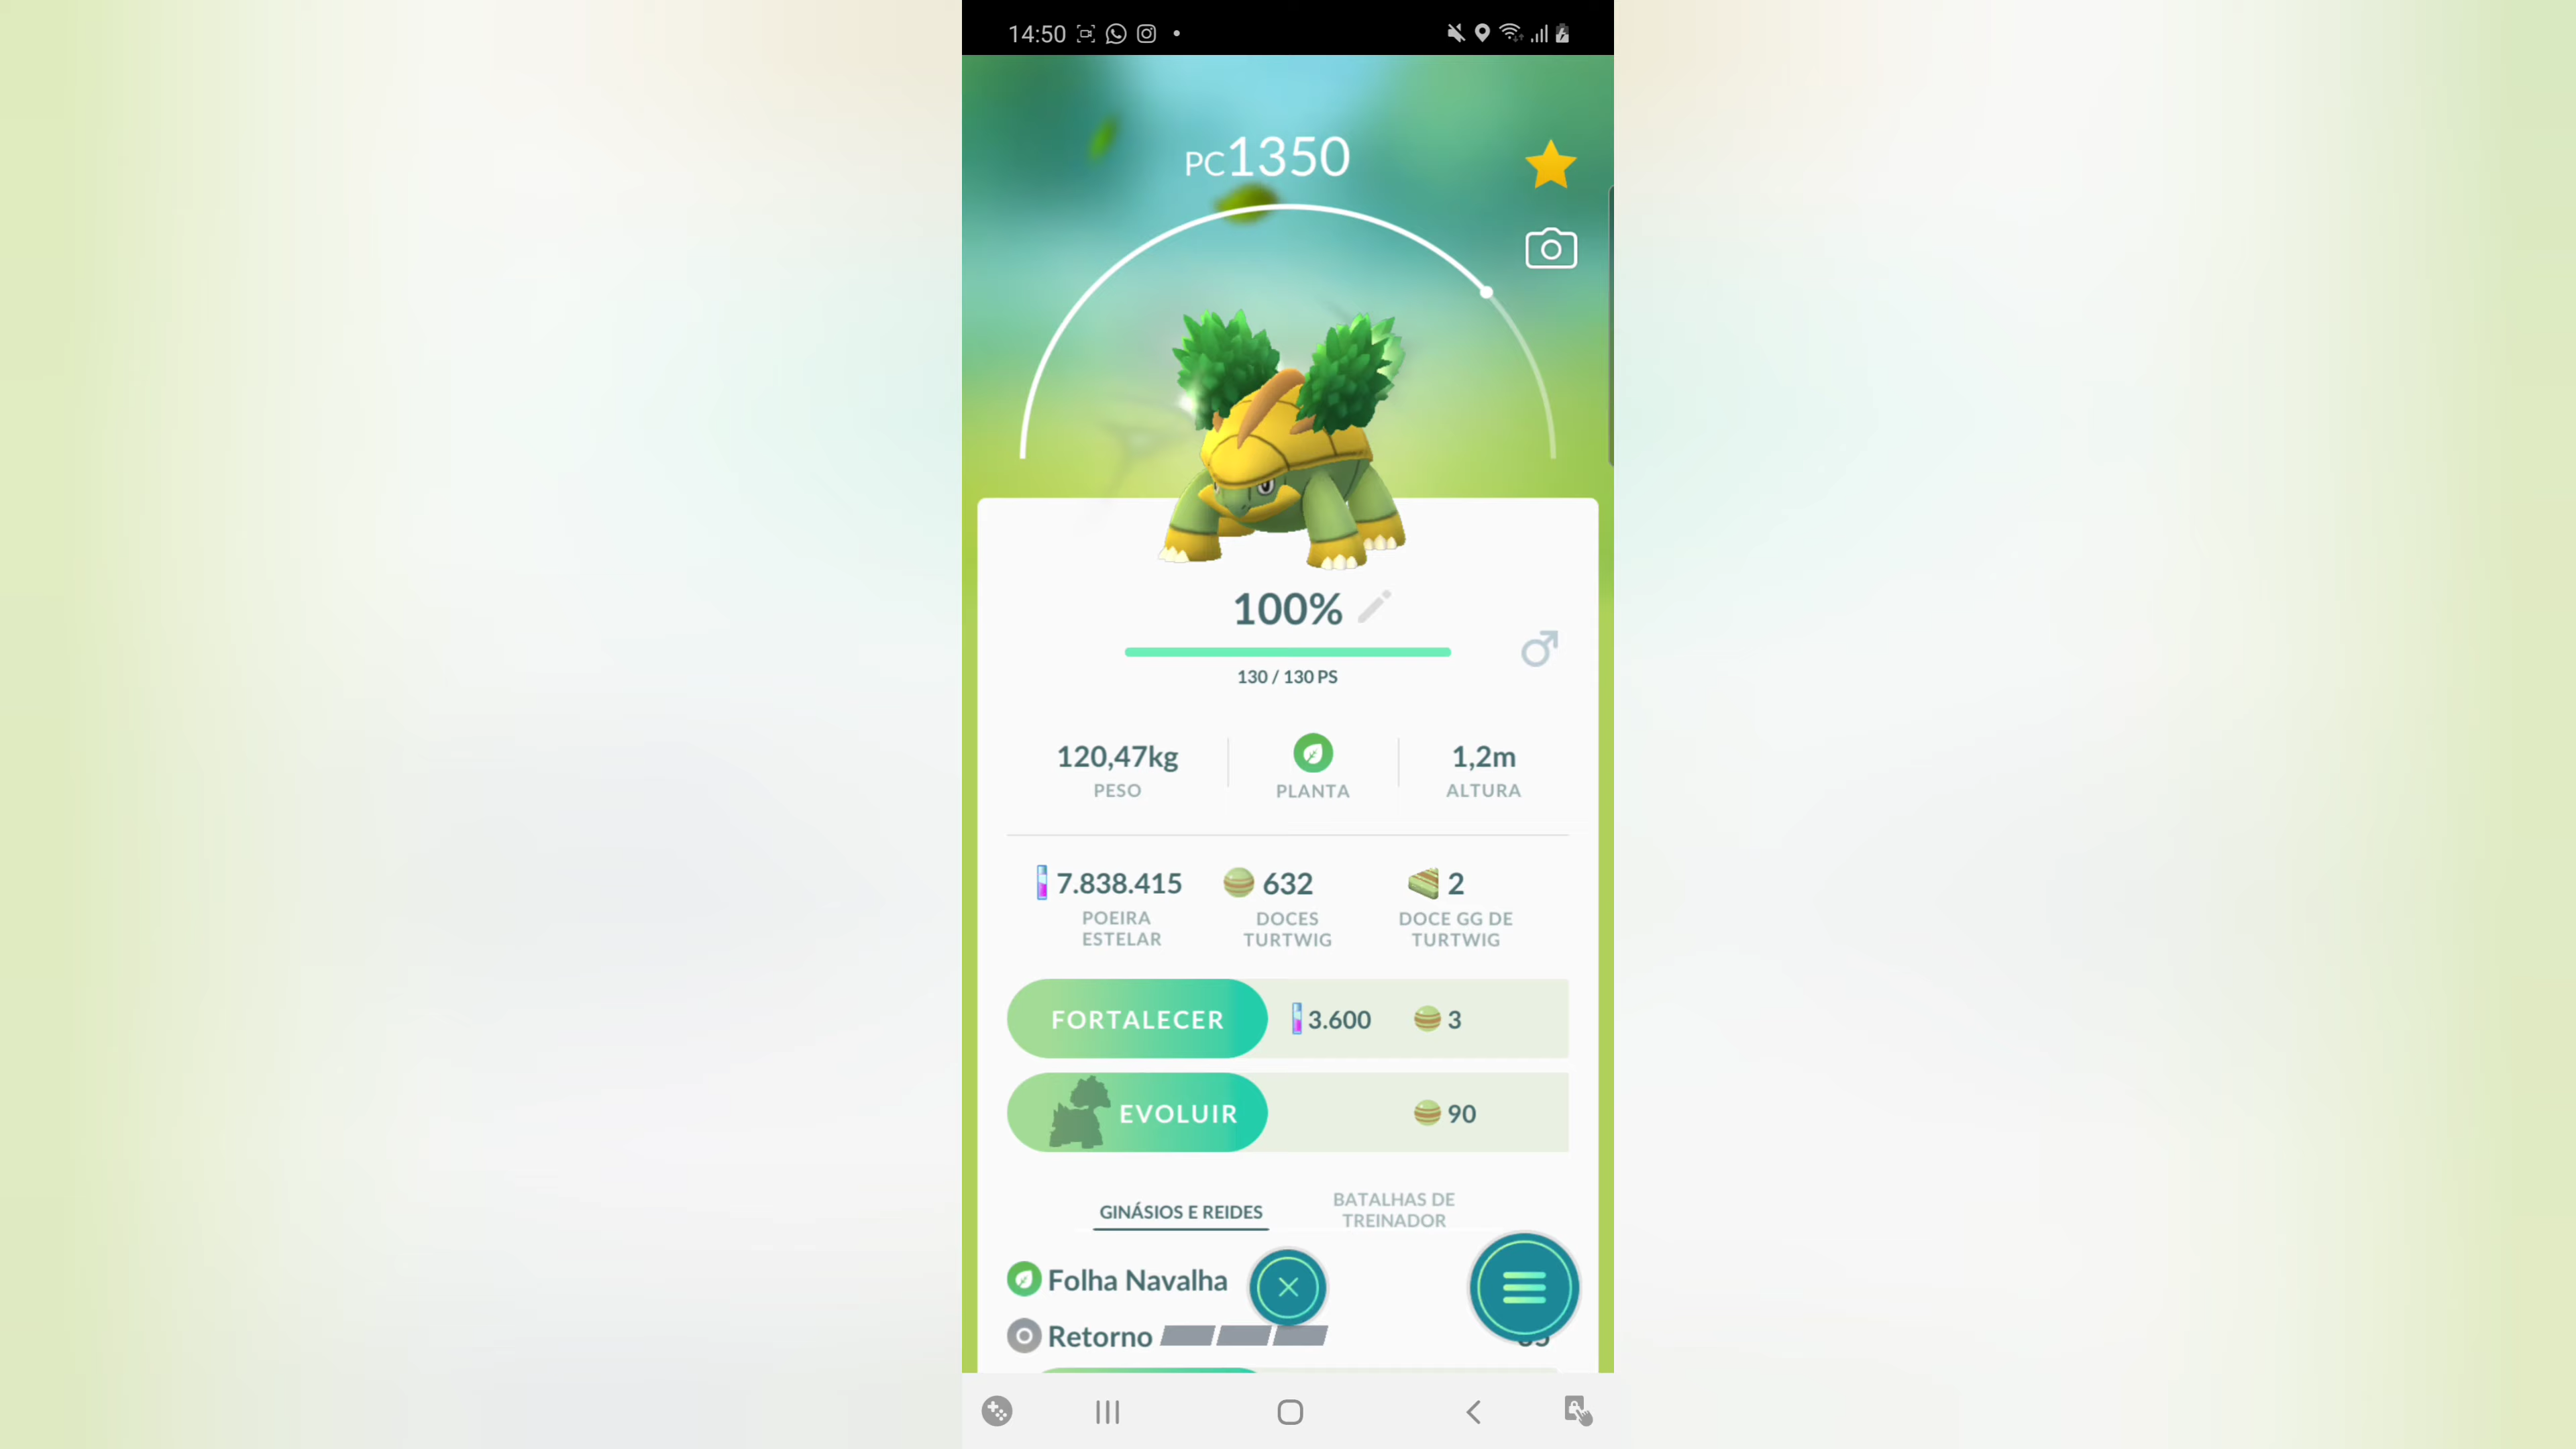 14:50
PC1350
100%
130 / 130 PS
120,47kg
PESO
PLANTA
1,2m
ALTURA
7.838.415
POEIRA
ESTELAR
632
DOCES
TURTWIG
2
DOCE GG DE
TURTWIG
FORTALECER 3.600 3
EVOLUIR 90
GINÁSIOS E REIDES
BATALHAS DE
TREINADOR
Folha Navalha
Retorno